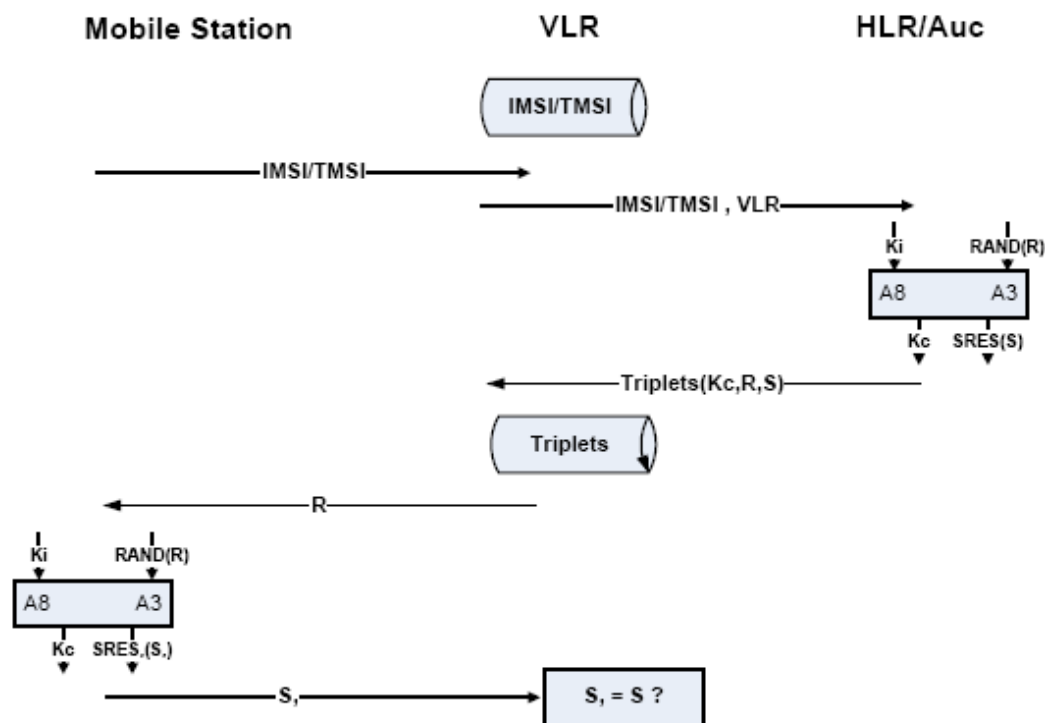 Mobile Station VLR HLR/Auc
IMSI/TMSI
IMSI/TMSI
IMSI/TMSI , VLR
Ki RAND(R)
A8 A3
Kc SRES(S)
Triplets(Kc,R,S)
Triplets
R
Ki RAND(R)
A8 A3
Kc SRES,(S,)
S, S, = S ?